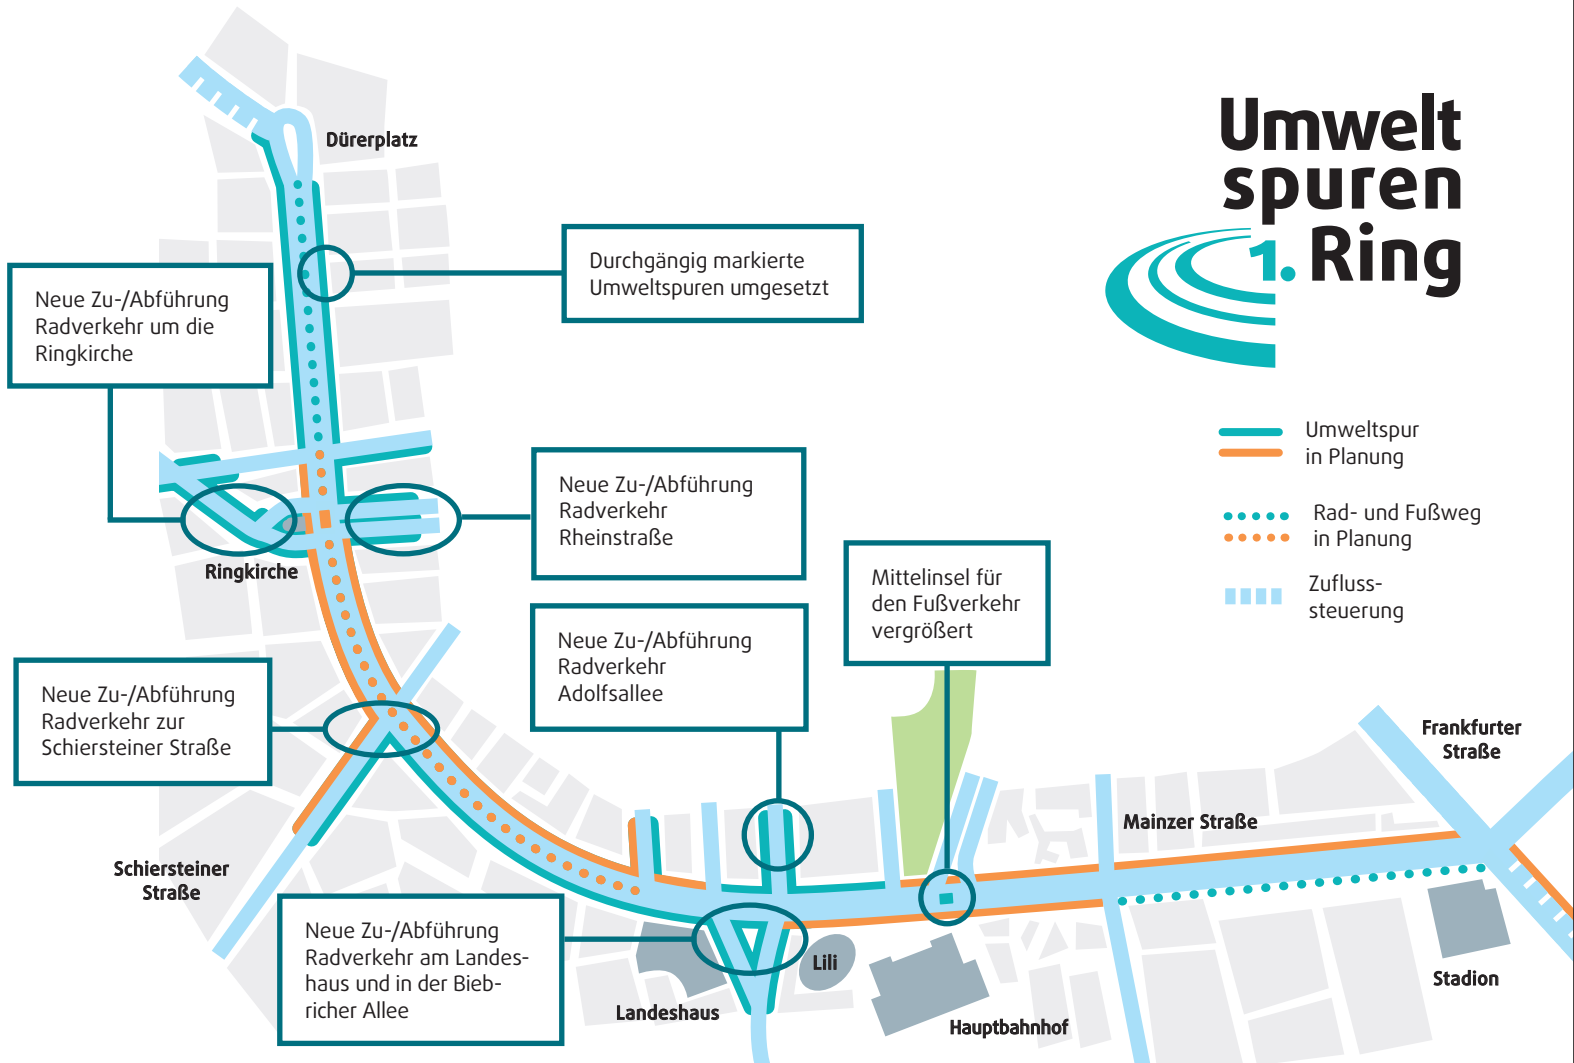 Umwelt
spuren
1. Ring
Dürerplatz
Durchgängig markierte
Umweltspuren umgesetzt
Neue Zu-/Abführung
Radverkehr um die
Ringkirche
Umweltspur
in Planung
Neue Zu-/Abführung
Radverkehr
Rheinstraße
Rad- und Fußweg
in Planung
Ringkirche
Mittelinsel für
den Fußverkehr
vergrößert
Zufluss-
steuerung
Neue Zu-/Abführung
Radverkehr
Adolfsallee
Neue Zu-/Abführung
Radverkehr zur
Schiersteiner Straße
Frankfurter
Straße
Mainzer Straße
Schiersteiner
Straße
Neue Zu-/Abführung
Radverkehr am Landes-
haus und in der Bieb-
richer Allee
Lili
Stadion
Landeshaus
Hauptbahnhof